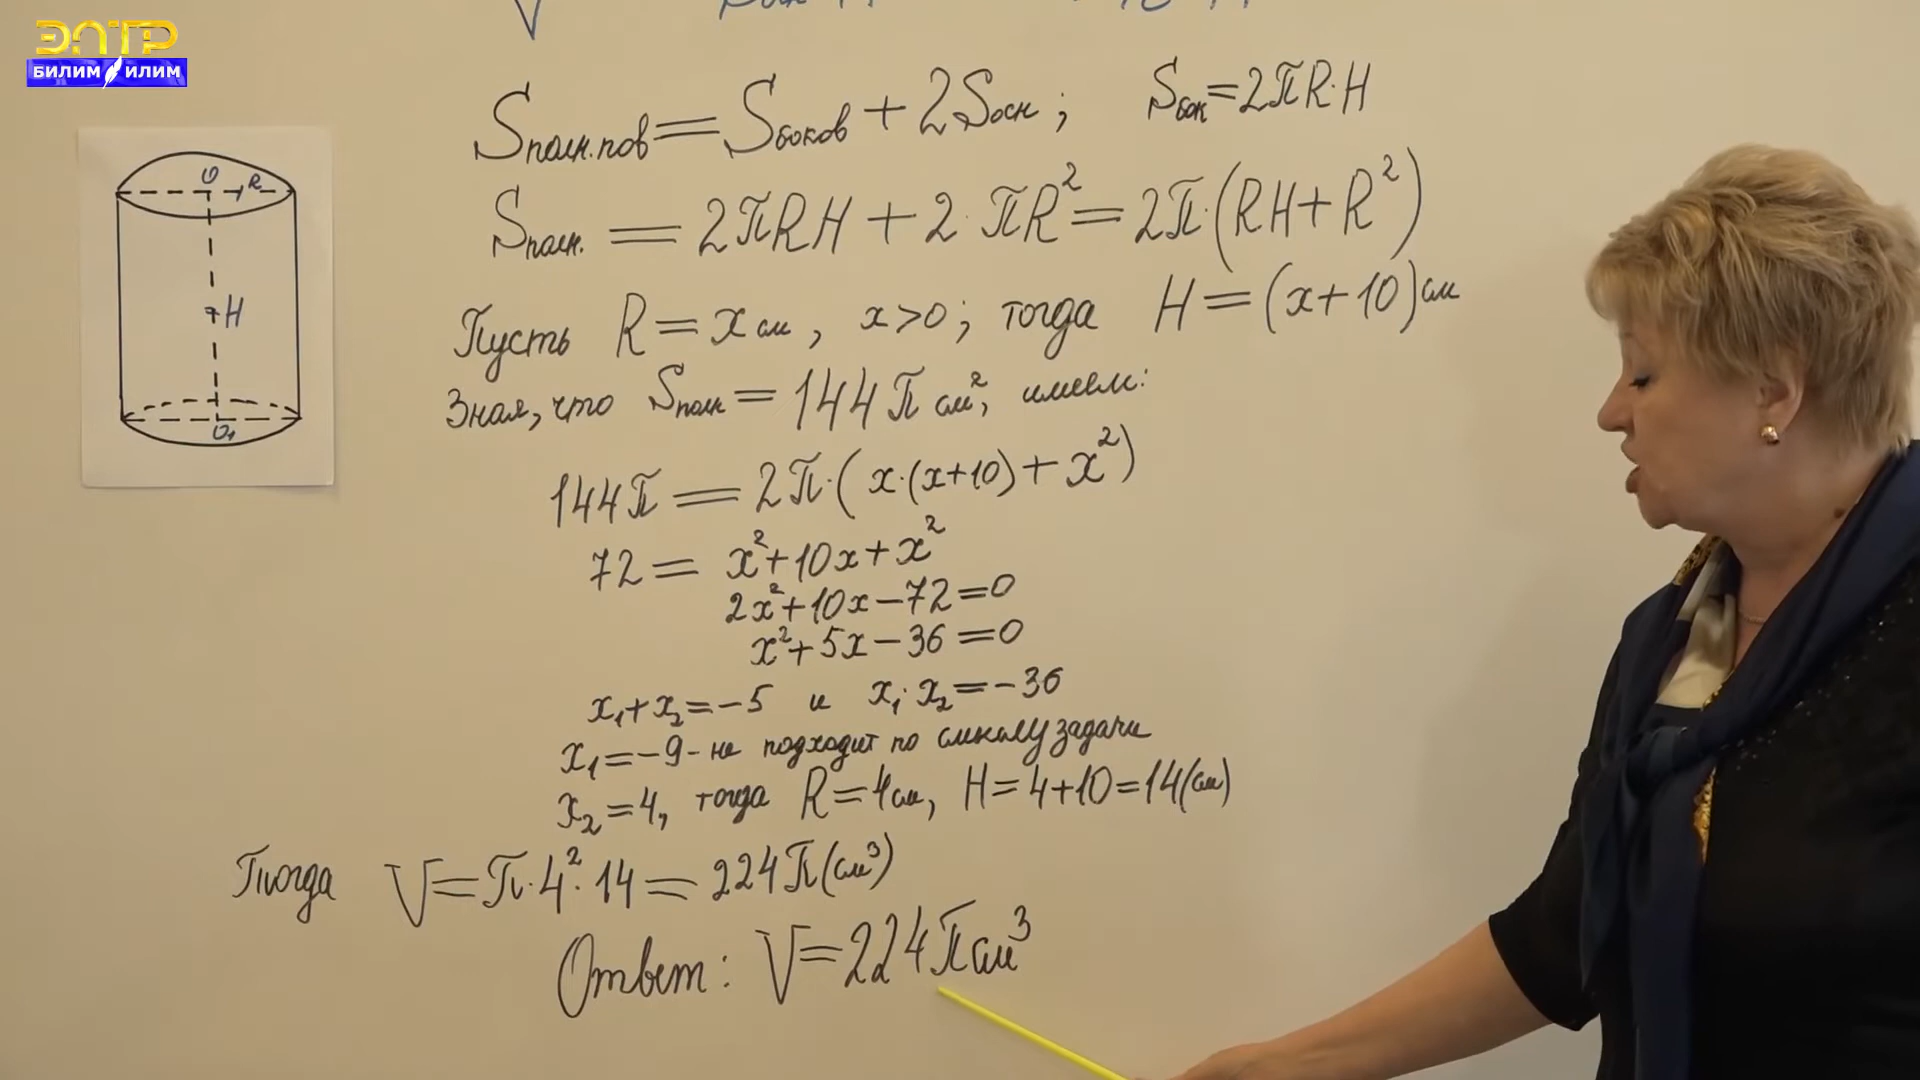 ЭЛТР
БИЛИМ ИЛИМ
Sполн.пов = Sбоков + 2Sосн ; Sбок = 2πR·H
Sполн. = 2πRH + 2·πR² = 2π·(RH + R²)
Пусть R = x см, x > 0; тогда H = (x + 10) см
Зная, что Sполн = 144π см², имеем:
144π = 2π·(x·(x+10) + x²)
72 = x² + 10x + x²
2x² + 10x − 72 = 0
x² + 5x − 36 = 0
x₁ + x₂ = −5 и x₁·x₂ = −36
x₁ = −9 - не подходит по смыслу задачи
x₂ = 4, тогда R = 4 см, H = 4 + 10 = 14 (см)
Тогда V = π·4²·14 = 224π (см³)
Ответ: V = 224π см³
O R
H
O₁